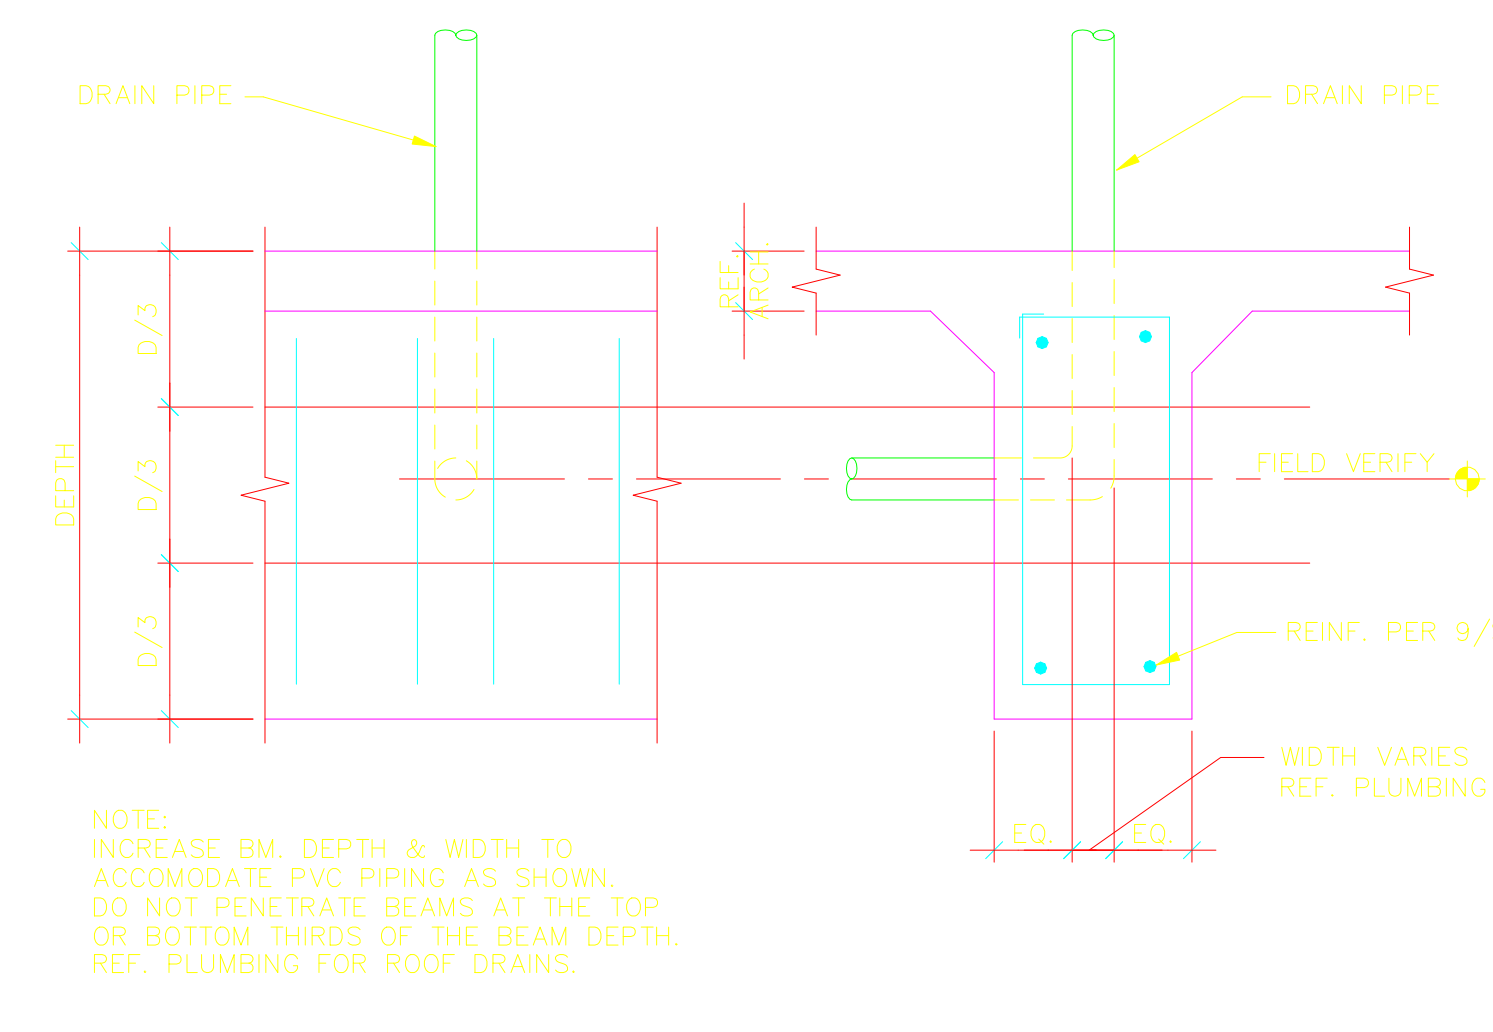 DRAIN PIPE
DRAIN PIPE
REF.
ARCH.
D/3
DEPTH
D/3
FIELD VERIFY
D/3
REINF. PER 9/
WIDTH VARIES
REF. PLUMBING
EQ.
EQ.
NOTE:
INCREASE BM. DEPTH & WIDTH TO
ACCOMODATE PVC PIPING AS SHOWN.
DO NOT PENETRATE BEAMS AT THE TOP
OR BOTTOM THIRDS OF THE BEAM DEPTH.
REF. PLUMBING FOR ROOF DRAINS.